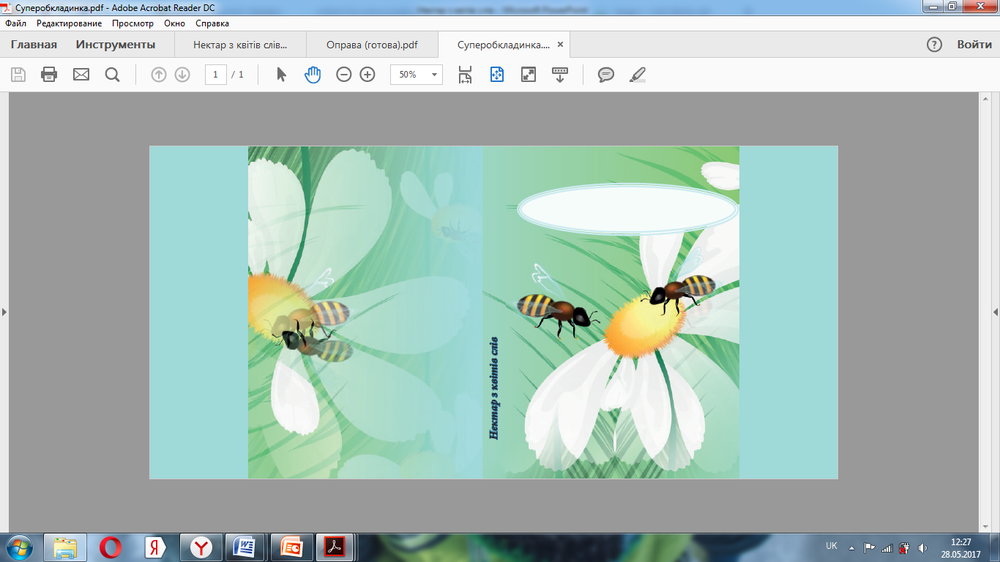 Суперобкладинка.pdf - Adobe Acrobat Reader DC
Файл Редактирование Просмотр Окно Справка
Главная Инструменты Нектар з квітів слів... Оправа (готова).pdf Суперобкладинка.... Войти
1 / 1 50%
Нектар з квітів слів
UK 12:27
28.05.2017